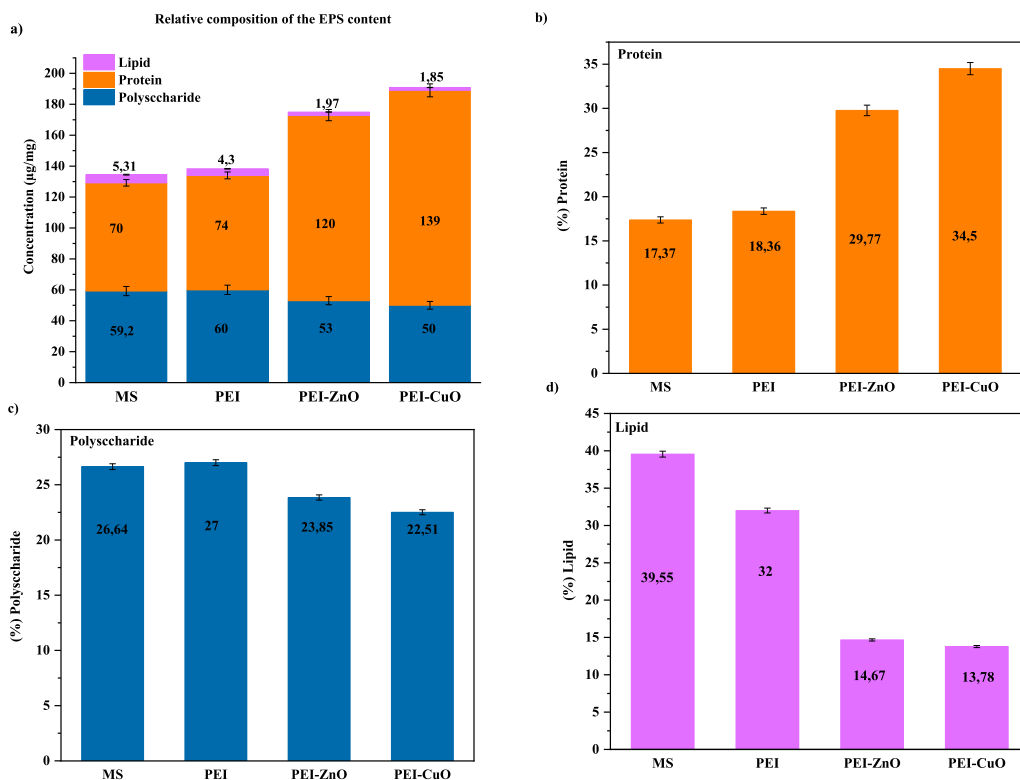 Relative composition of the EPS content
a)
Lipid
Protein
Polysccharide
Concentration (µg/mg)
200
180
160
140
120
100
80
60
40
20
0
5,31
4,3
1,97
1,85
70
74
120
139
59,2
60
53
50
MS
PEI
PEI-ZnO
PEI-CuO
b)
Protein
(%) Protein
35
30
25
20
15
10
5
0
17,37
18,36
29,77
34,5
MS
PEI
PEI-ZnO
PEI-CuO
c)
Polysccharide
(%) Polysccharide
30
25
20
15
10
5
0
26,64
27
23,85
22,51
MS
PEI
PEI-ZnO
PEI-CuO
d)
Lipid
(%) Lipid
45
40
35
30
25
20
15
10
5
0
39,55
32
14,67
13,78
MS
PEI
PEI-ZnO
PEI-CuO